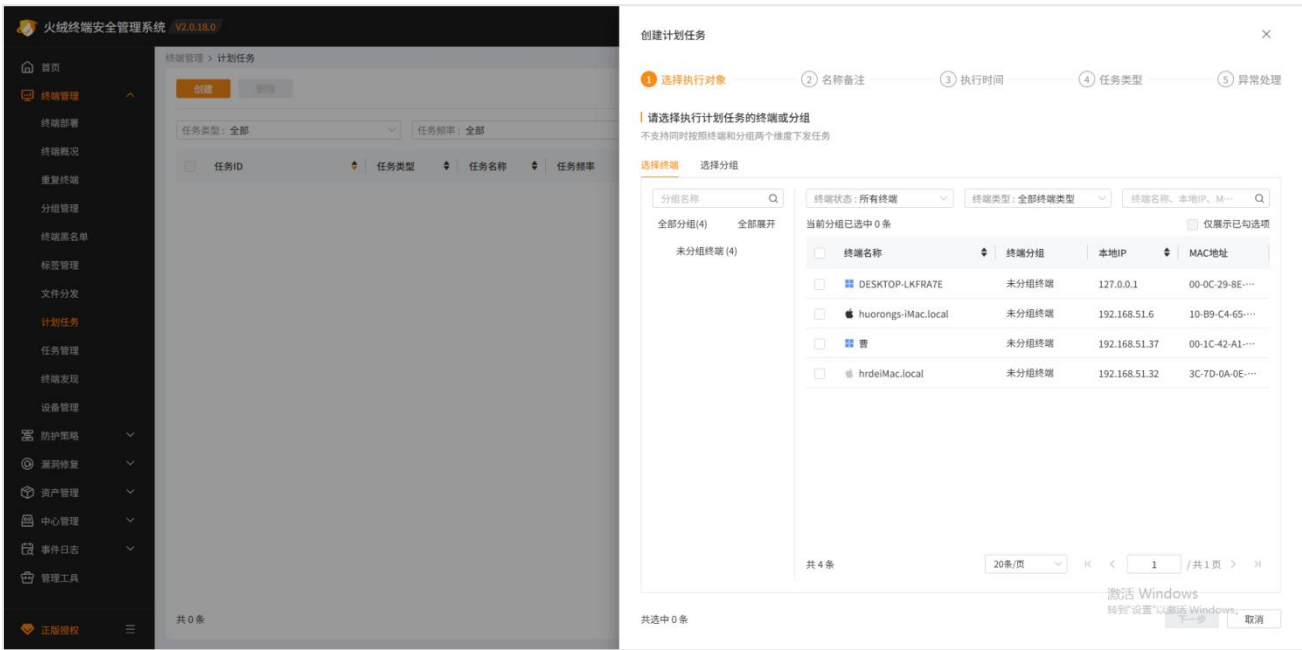 火绒终端安全管理系统 V2.0.18.0
首页
终端管理
终端部署
终端概况
重复终端
分组管理
终端黑名单
标签管理
文件分发
计划任务
任务管理
终端发现
设备管理
防护策略
漏洞修复
资产管理
中心管理
事件日志
管理工具
正版授权
终端管理 > 计划任务
创建 删除
任务类型：全部 任务频率：全部
任务ID 任务类型 任务名称 任务频率
共 0 条
创建计划任务
1 选择执行对象 2 名称备注 3 执行时间 4 任务类型 5 异常处理
请选择执行计划任务的终端或分组
不支持同时按照终端和分组两个维度下发任务
选择终端 选择分组
分组名称
全部分组(4) 全部展开
未分组终端 (4)
终端状态：所有终端 终端类型：全部终端类型 终端名称、本地IP、M…
当前分组已选中 0 条 仅展示已勾选项
终端名称 终端分组 本地IP MAC地址
DESKTOP-LKFRA7E 未分组终端 127.0.0.1 00-0C-29-8E-…
huorongs-iMac.local 未分组终端 192.168.51.6 10-B9-C4-65-…
曹 未分组终端 192.168.51.37 00-1C-42-A1-…
hrdeiMac.local 未分组终端 192.168.51.32 3C-7D-0A-0E-…
共 4 条 20条/页 1 / 共 1 页
激活 Windows
转到"设置"以激活 Windows。
共选中 0 条 下一步 取消